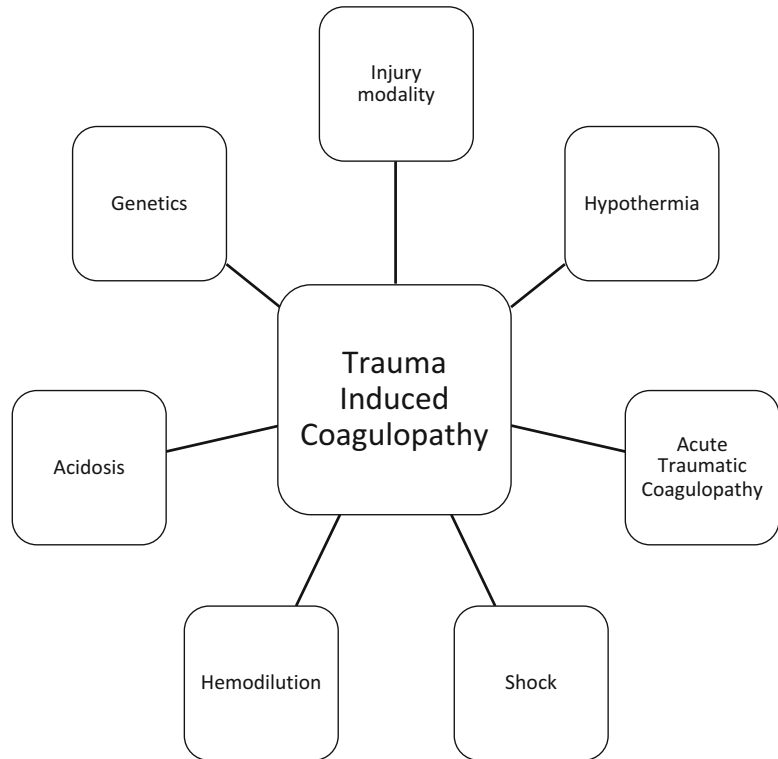 Injury
modality
Genetics
Hypothermia
Trauma
Induced
Coagulopathy
Acidosis
Acute
Traumatic
Coagulopathy
Hemodilution
Shock